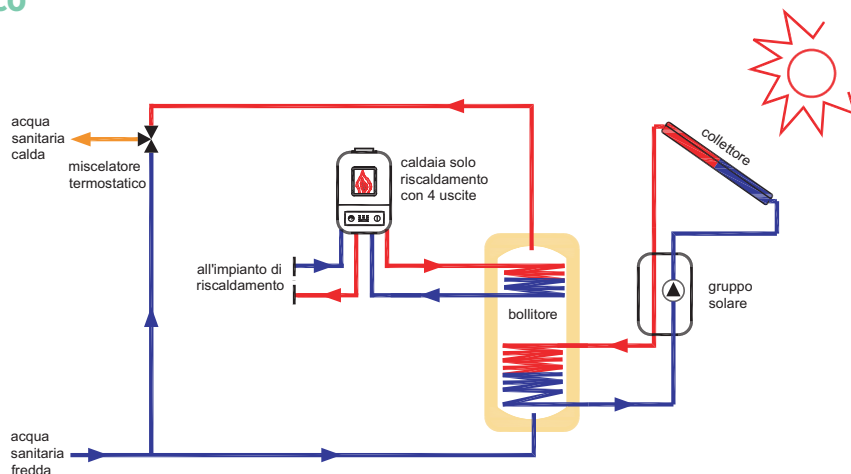 acqua
sanitaria
calda
miscelatore
termostatico
caldaia solo
riscaldamento
con 4 uscite
collettore
all'impianto di
riscaldamento
bollitore
gruppo
solare
acqua
sanitaria
fredda